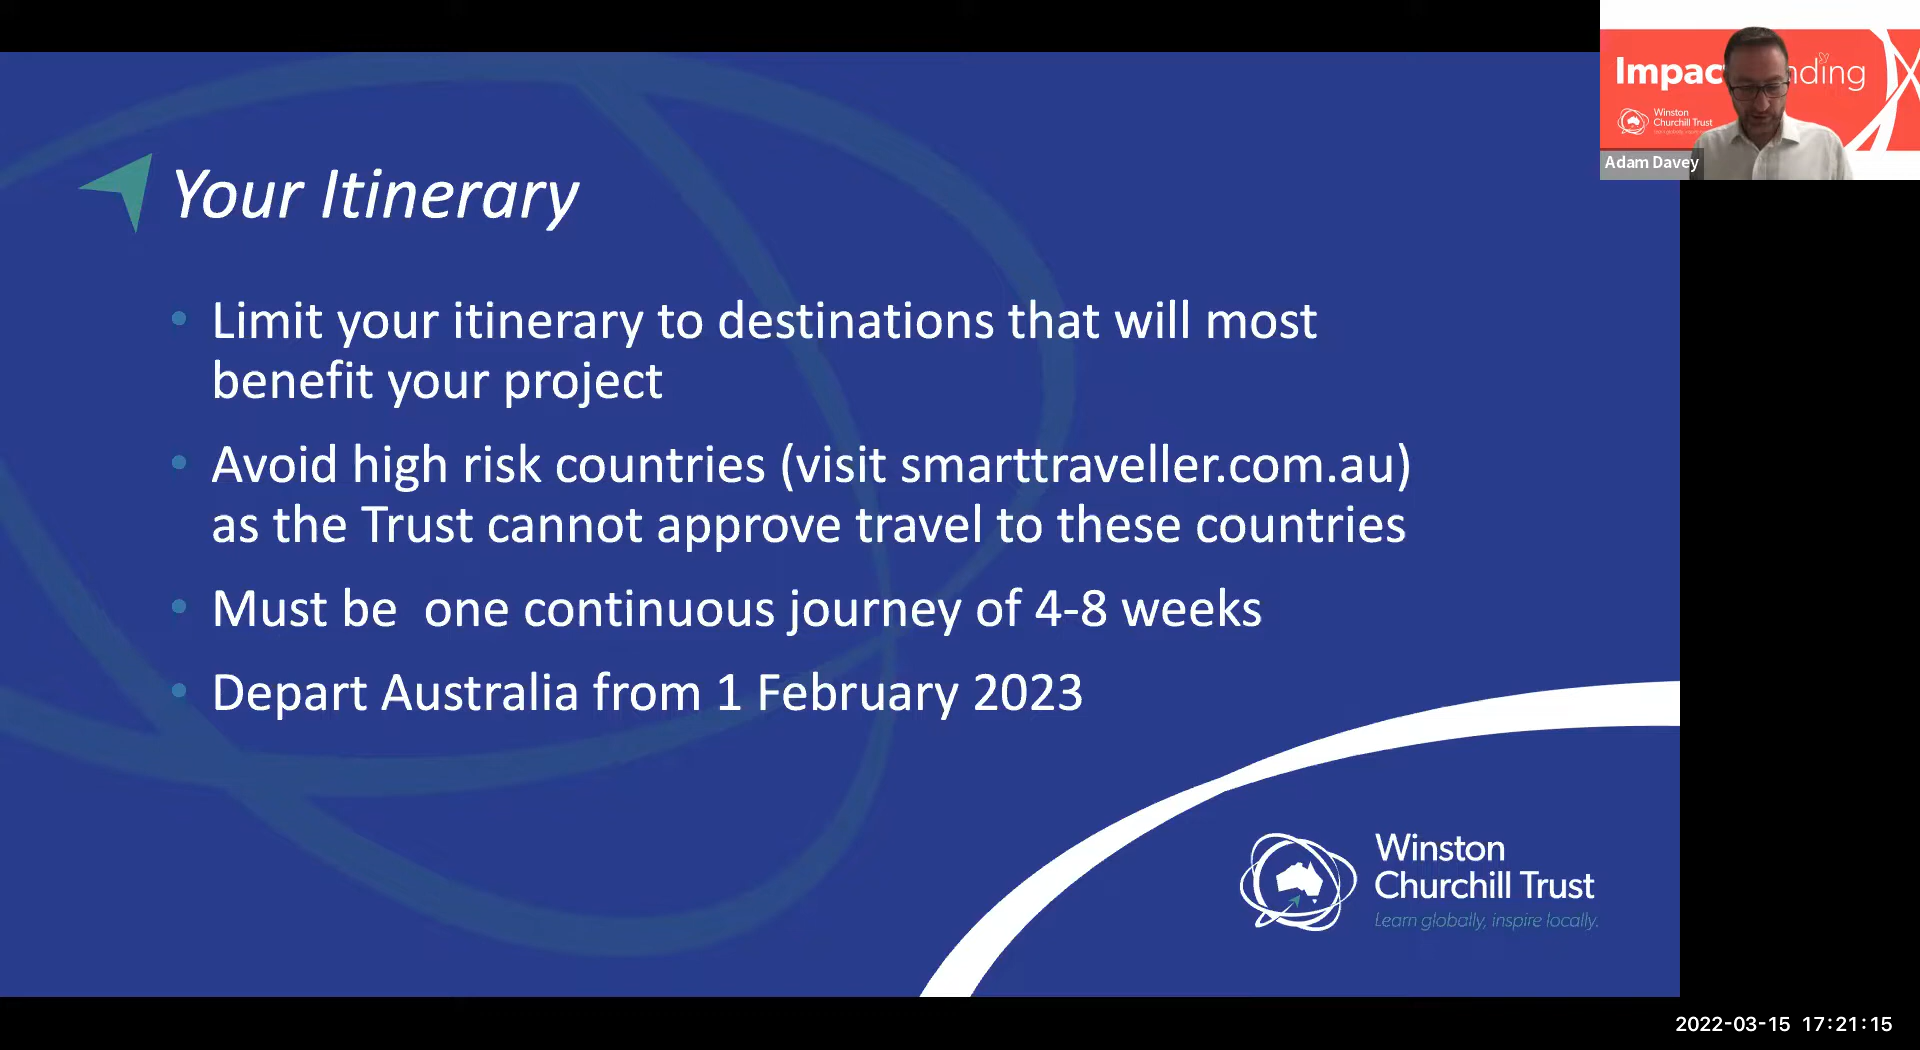 Your Itinerary
• Limit your itinerary to destinations that will most
benefit your project
• Avoid high risk countries (visit smarttraveller.com.au)
as the Trust cannot approve travel to these countries
• Must be  one continuous journey of 4-8 weeks
• Depart Australia from 1 February 2023
Winston
Churchill Trust
Learn globally, inspire locally.
Impac nding
Winston
Churchill Trust
Adam Davey
2022-03-15 17:21:15